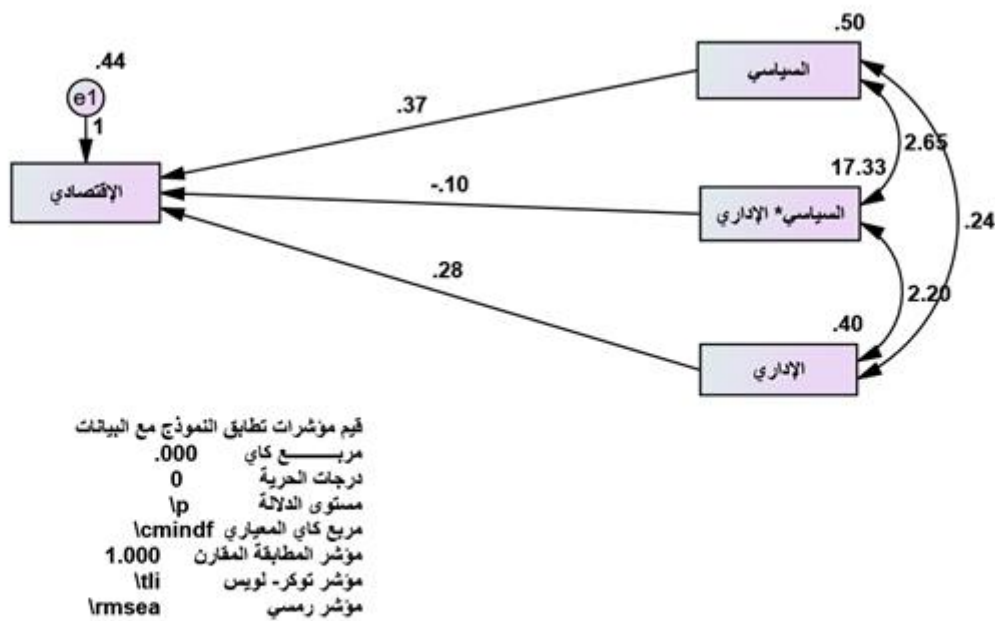 .50
السياسي
.44
e1
1
.37
2.65
17.33
الإقتصادي
-.10
السياسي* الإداري
.24
.28
2.20
.40
الإداري
قيم مؤشرات تطابق النموذج مع البيانات
مربـــــــــع كاي .000
درجات الحرية 0
مستوى الدلالة \p
مربع كاي المعياري \cmindf
مؤشر المطابقة المقارن 1.000
مؤشر توكر- لويس \tli
مؤشر رمسي \rmsea